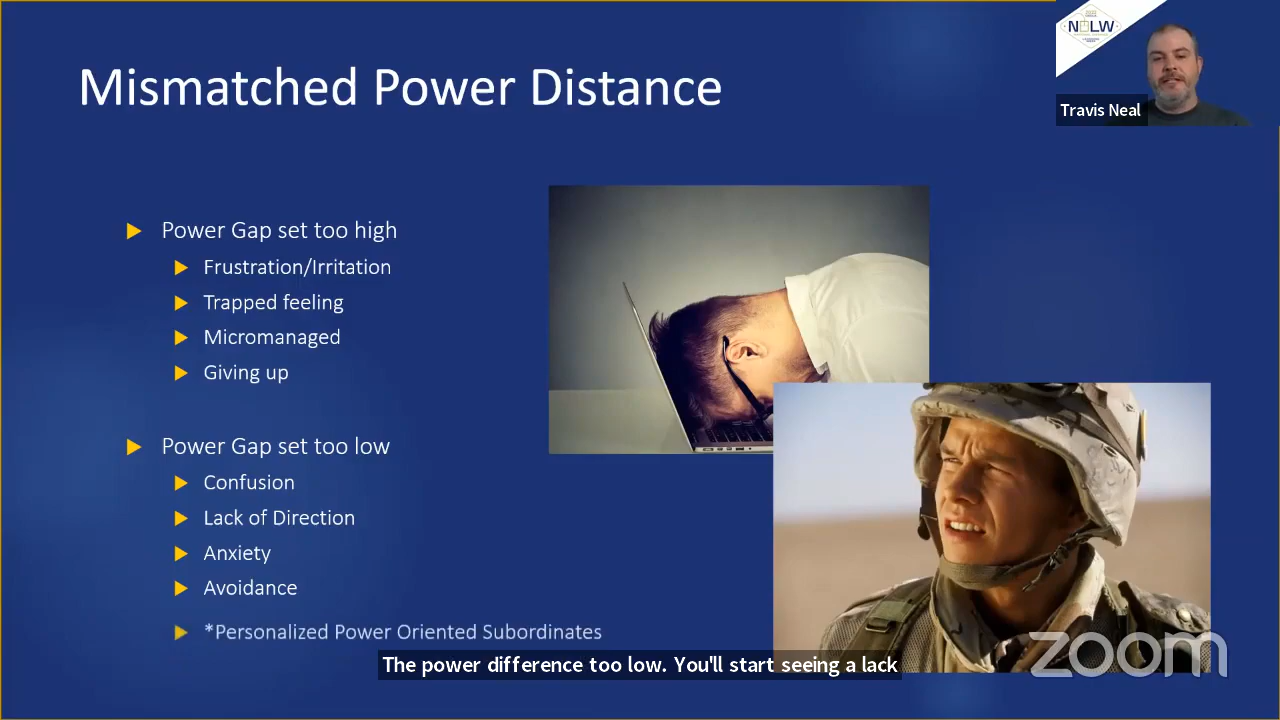 Mismatched Power Distance
NOLW
Travis Neal
Power Gap set too high
Frustration/Irritation
Trapped feeling
Micromanaged
Giving up
Power Gap set too low
Confusion
Lack of Direction
Anxiety
Avoidance
*Personalized Power Oriented Subordinates
The power difference too low. You'll start seeing a lack
zoom